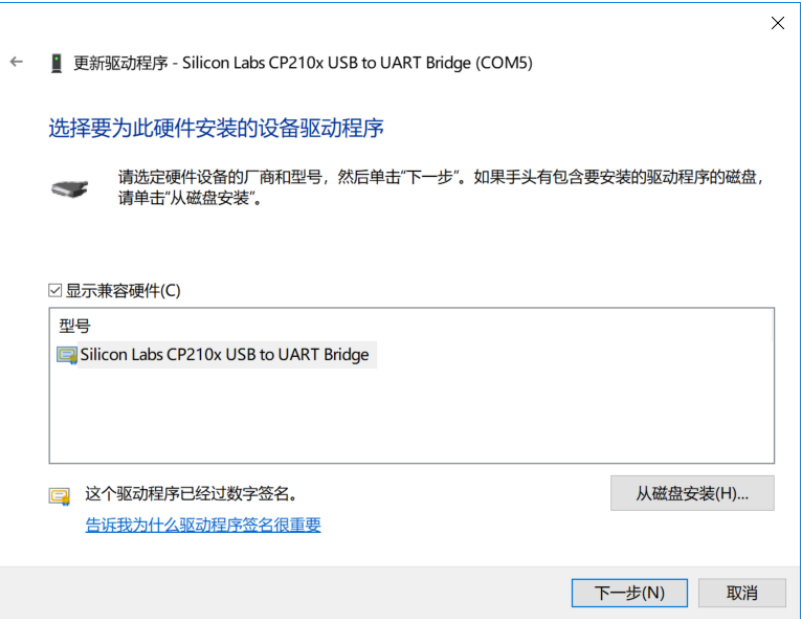 更新驱动程序 - Silicon Labs CP210x USB to UART Bridge (COM5)
选择要为此硬件安装的设备驱动程序
请选定硬件设备的厂商和型号，然后单击"下一步"。如果手头有包含要安装的驱动程序的磁盘，
请单击"从磁盘安装"。
显示兼容硬件(C)
型号
Silicon Labs CP210x USB to UART Bridge
这个驱动程序已经过数字签名。
从磁盘安装(H)...
告诉我为什么驱动程序签名很重要
下一步(N)
取消